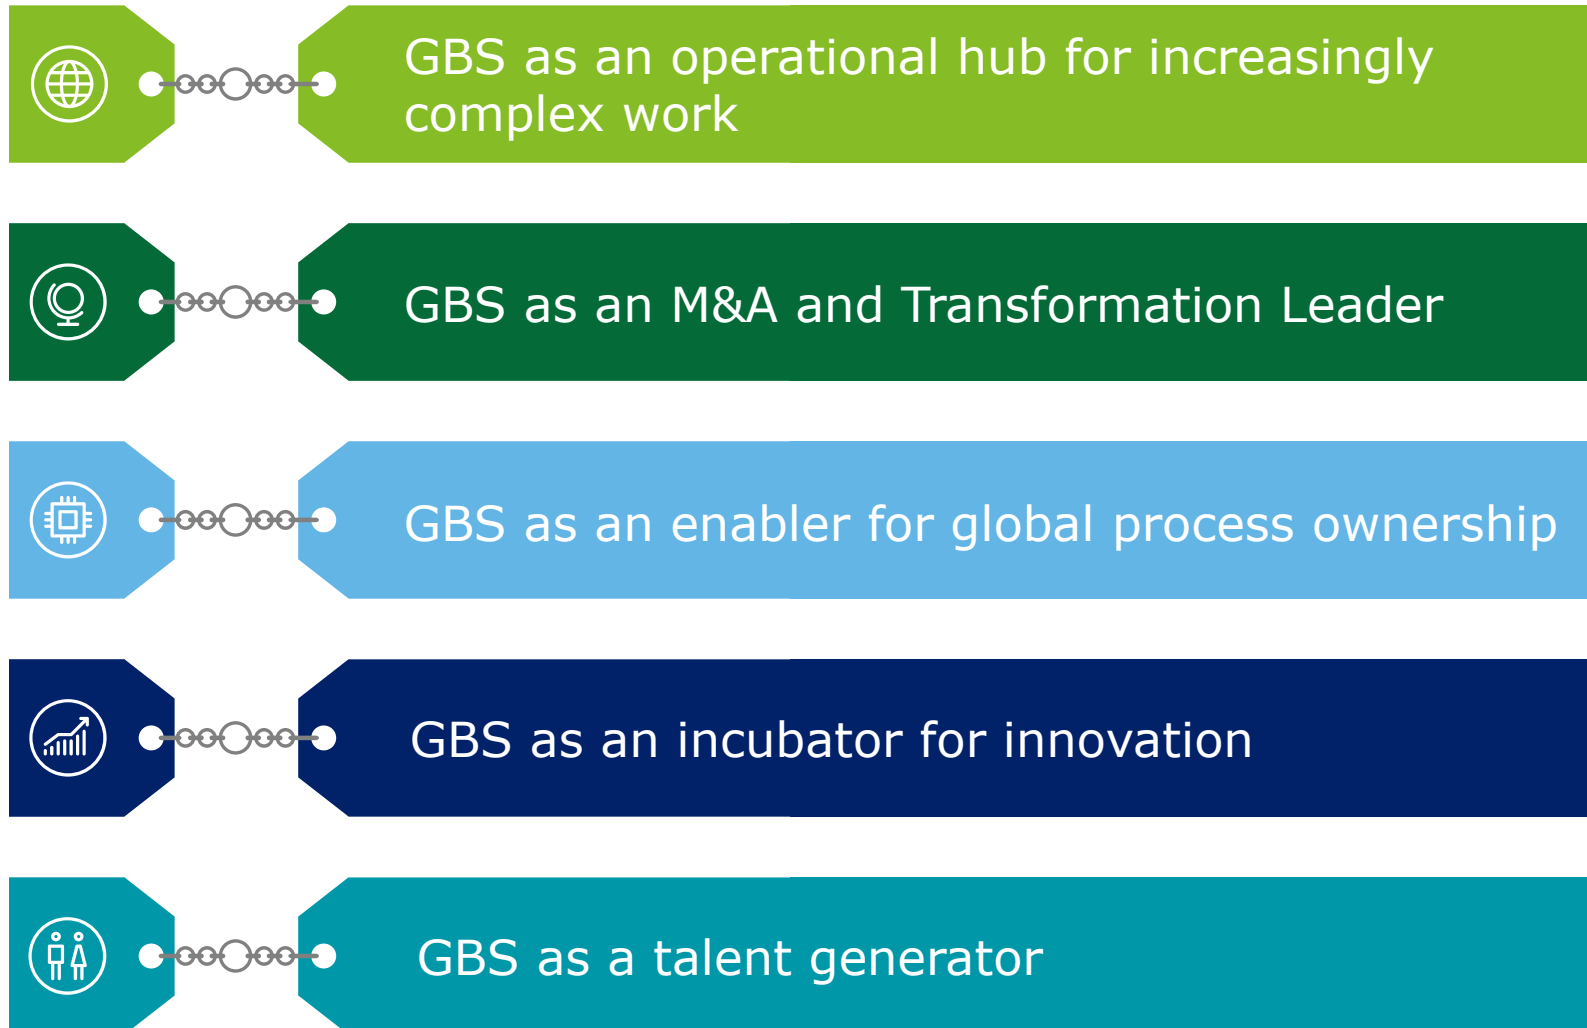 GBS as an operational hub for increasingly
complex work
GBS as an M&A and Transformation Leader
GBS as an enabler for global process ownership
GBS as an incubator for innovation
GBS as a talent generator